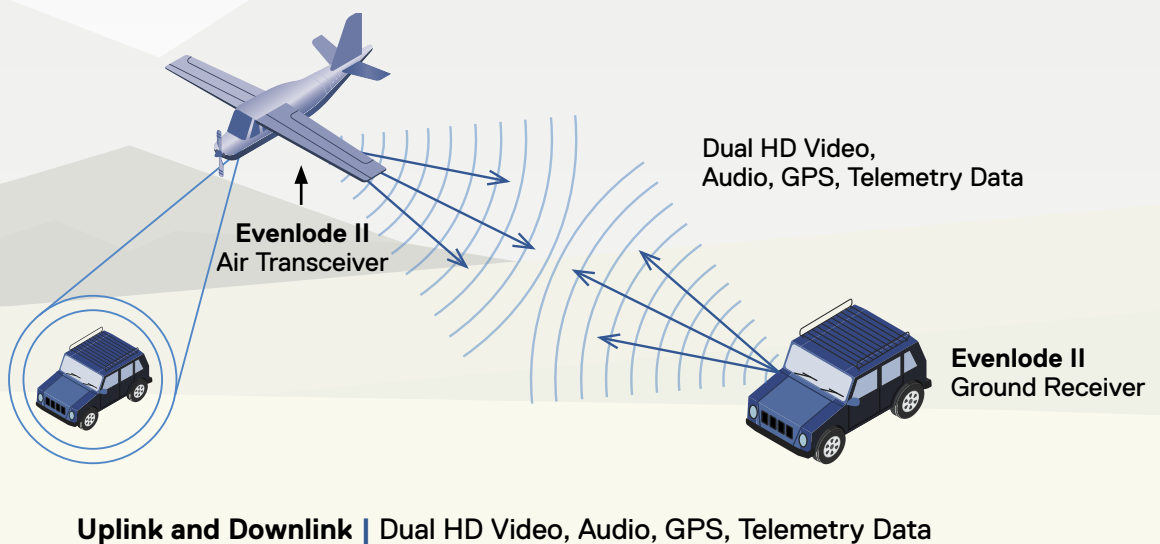 Dual HD Video,
Audio, GPS, Telemetry Data
Evenlode II
Air Transceiver
Evenlode II
Ground Receiver
Uplink and Downlink | Dual HD Video, Audio, GPS, Telemetry Data